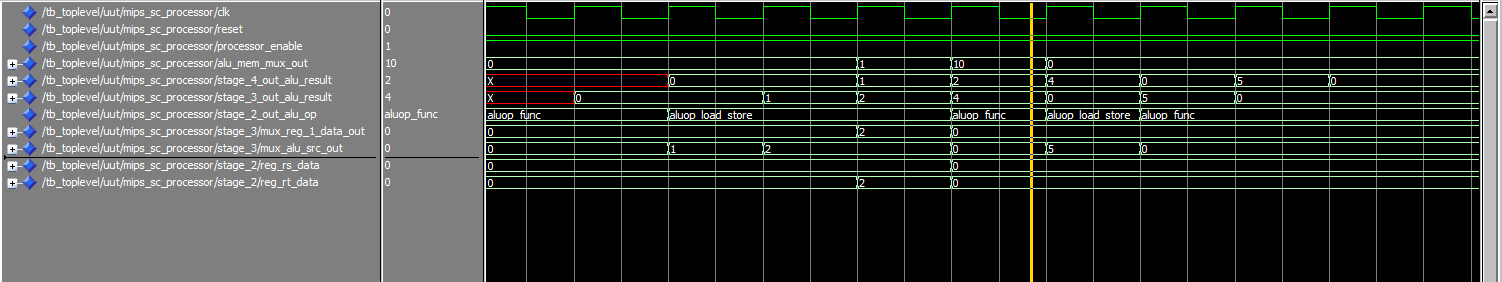 /tb_toplevel/uut/mips_sc_processor/clk 0
/tb_toplevel/uut/mips_sc_processor/reset 0
/tb_toplevel/uut/mips_sc_processor/processor_enable 1
/tb_toplevel/uut/mips_sc_processor/alu_mem_mux_out 10 0 1 10 0
/tb_toplevel/uut/mips_sc_processor/stage_4_out_alu_result 2 X 0 1 2 4 0 5 0
/tb_toplevel/uut/mips_sc_processor/stage_3_out_alu_result 4 X 0 1 2 4 0 5 0
/tb_toplevel/uut/mips_sc_processor/stage_2_out_alu_op aluop_func aluop_func aluop_load_store aluop_func aluop_load_store aluop_func
/tb_toplevel/uut/mips_sc_processor/stage_3/mux_reg_1_data_out 0 0 2 0
/tb_toplevel/uut/mips_sc_processor/stage_3/mux_alu_src_out 0 0 1 2 0 5 0
/tb_toplevel/uut/mips_sc_processor/stage_2/reg_rs_data 0 0 0
/tb_toplevel/uut/mips_sc_processor/stage_2/reg_rt_data 0 0 2 0